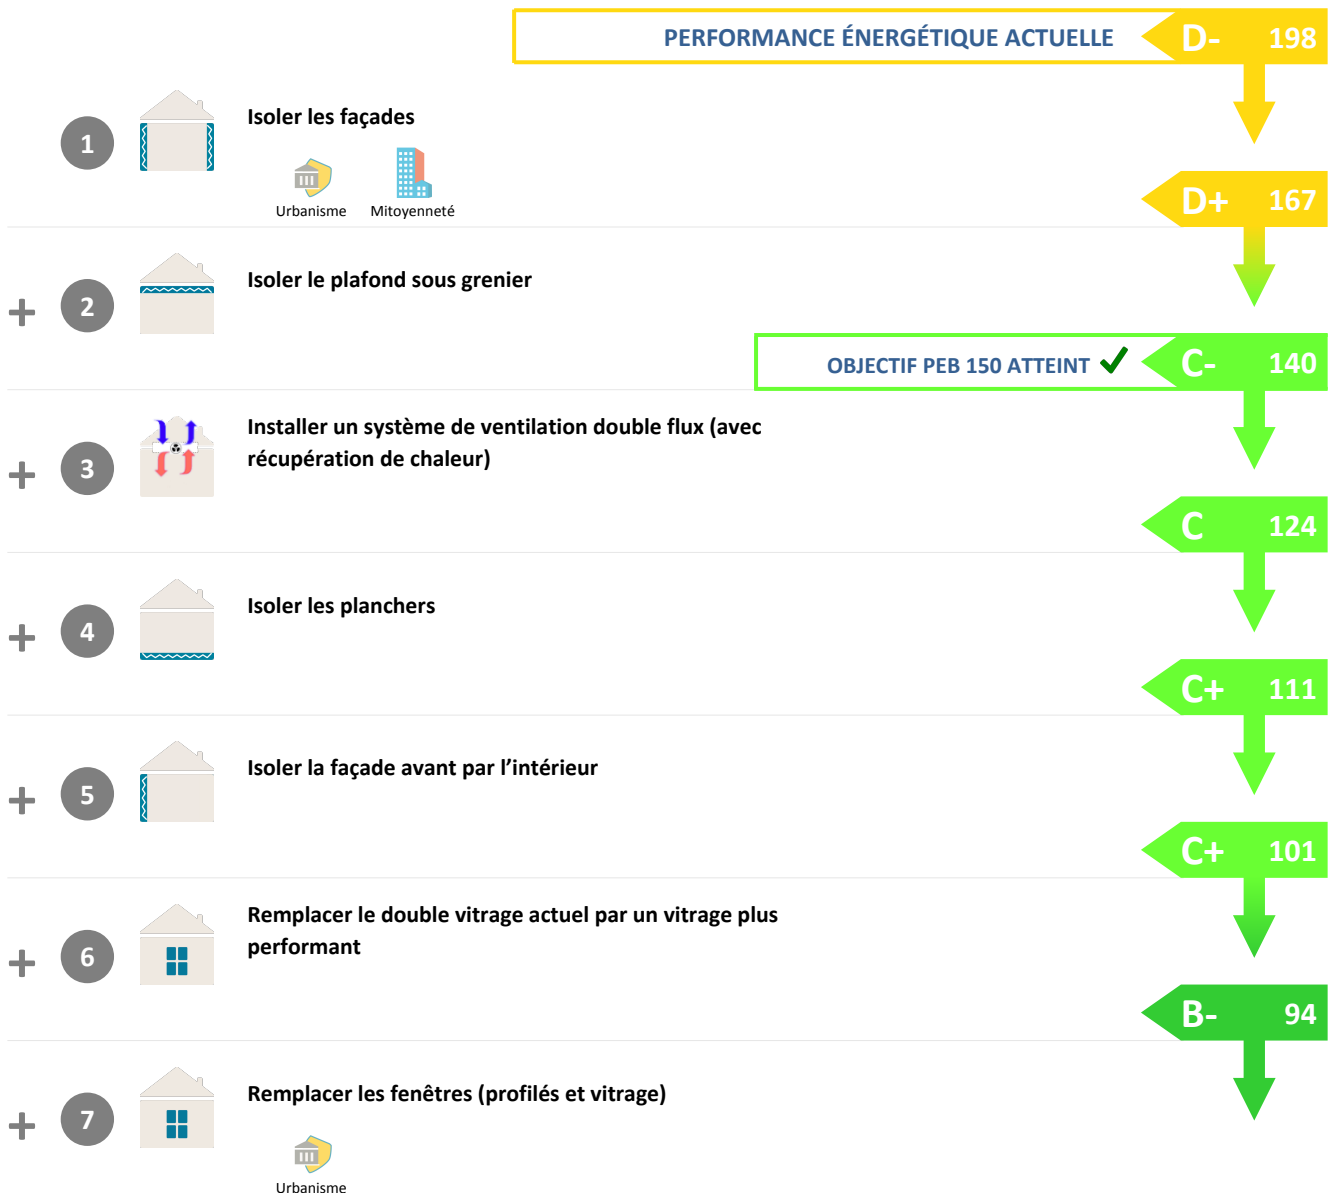 PERFORMANCE ÉNERGÉTIQUE ACTUELLE D- 198
1 Isoler les façades
Urbanisme Mitoyenneté
D+ 167
+ 2 Isoler le plafond sous grenier
OBJECTIF PEB 150 ATTEINT C- 140
+ 3 Installer un système de ventilation double flux (avec
récupération de chaleur)
C 124
+ 4 Isoler les planchers
C+ 111
+ 5 Isoler la façade avant par l’intérieur
C+ 101
+ 6 Remplacer le double vitrage actuel par un vitrage plus
performant
B- 94
+ 7 Remplacer les fenêtres (profilés et vitrage)
Urbanisme